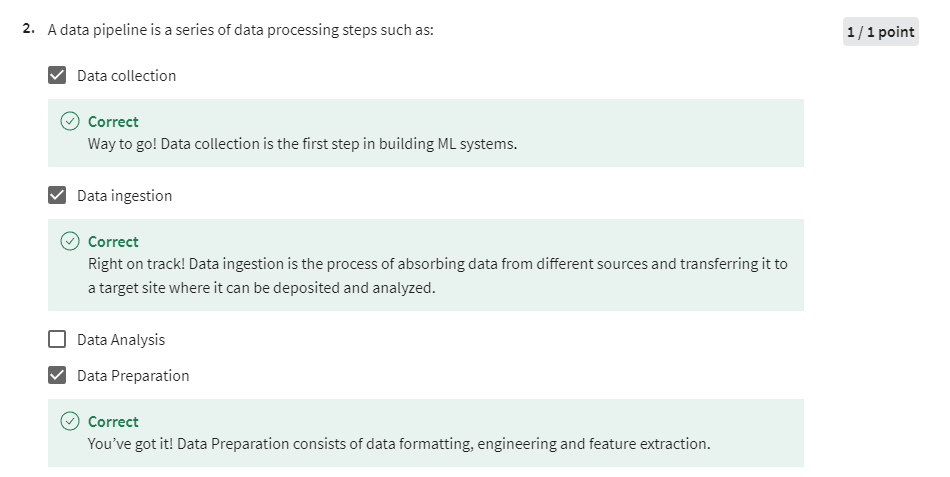 2. A data pipeline is a series of data processing steps such as:
1 / 1 point
Data collection
Correct
Way to go! Data collection is the first step in building ML systems.
Data ingestion
Correct
Right on track! Data ingestion is the process of absorbing data from different sources and transferring it to
a target site where it can be deposited and analyzed.
Data Analysis
Data Preparation
Correct
You’ve got it! Data Preparation consists of data formatting, engineering and feature extraction.